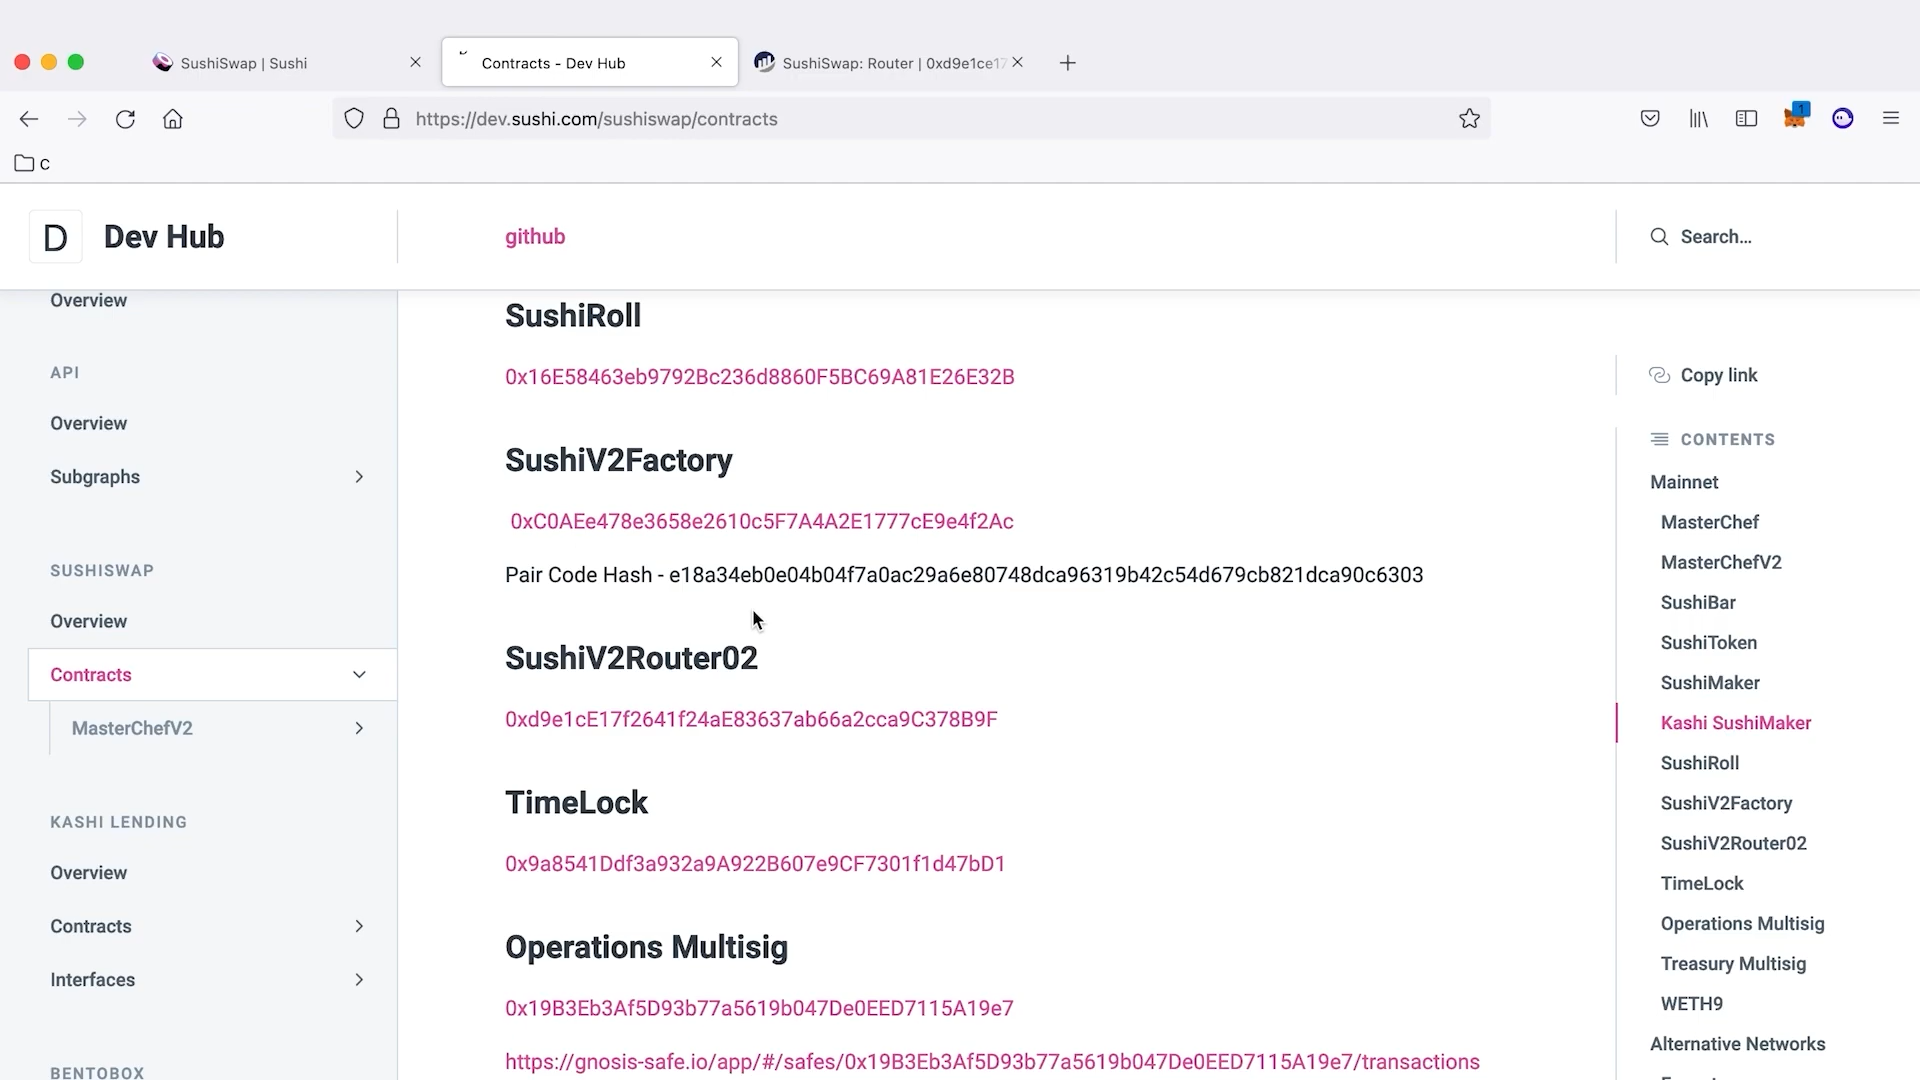 SushiSwap | Sushi
Contracts - Dev Hub
SushiSwap: Router | 0xd9e1ce17
https://dev.sushi.com/sushiswap/contracts
1
C
D
Dev Hub
github
Search...
Overview
API
Overview
Subgraphs
SUSHISWAP
Overview
Contracts
MasterChefV2
KASHI LENDING
Overview
Contracts
Interfaces
BENTOBOX
SushiRoll
0x16E58463eb9792Bc236d8860F5BC69A81E26E32B
SushiV2Factory
0xC0AEe478e3658e2610c5F7A4A2E1777cE9e4f2Ac
Pair Code Hash - e18a34eb0e04b04f7a0ac29a6e80748dca96319b42c54d679cb821dca90c6303
SushiV2Router02
0xd9e1cE17f2641f24aE83637ab66a2cca9C378B9F
TimeLock
0x9a8541Ddf3a932a9A922B607e9CF7301f1d47bD1
Operations Multisig
0x19B3Eb3Af5D93b77a5619b047De0EED7115A19e7
https://gnosis-safe.io/app/#/safes/0x19B3Eb3Af5D93b77a5619b047De0EED7115A19e7/transactions
Copy link
CONTENTS
Mainnet
MasterChef
MasterChefV2
SushiBar
SushiToken
SushiMaker
Kashi SushiMaker
SushiRoll
SushiV2Factory
SushiV2Router02
TimeLock
Operations Multisig
Treasury Multisig
WETH9
Alternative Networks